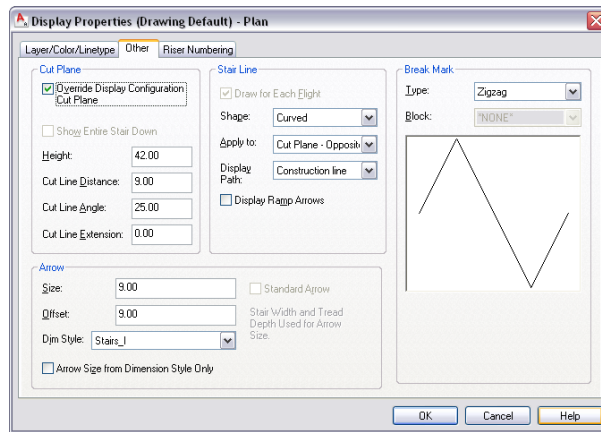 Display Properties (Drawing Default) - Plan
Layer/Color/Linetype
Other
Riser Numbering
Cut Plane
Override Display Configuration
Cut Plane
Show Entire Stair Down
Height:
42.00
Cut Line Distance:
9.00
Cut Line Angle:
25.00
Cut Line Extension:
0.00
Stair Line
Draw for Each Flight
Shape:
Curved
Apply to:
Cut Plane - Opposit
Display
Path:
Construction line
Display Ramp Arrows
Break Mark
Type:
Zigzag
Block:
*NONE*
Arrow
Size:
9.00
Offset:
9.00
Dim Style:
Stairs_I
Standard Arrow
Stair Width and Tread
Depth Used for Arrow
Size.
Arrow Size from Dimension Style Only
OK
Cancel
Help